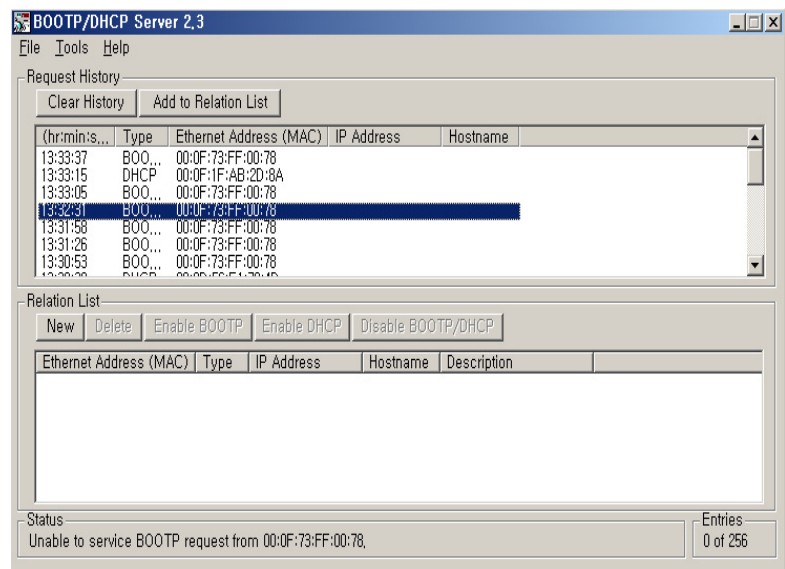 BOOTP/DHCP Server 2,3
File Tools Help
Request History
Clear History Add to Relation List
(hr:min:s... Type Ethernet Address (MAC) IP Address Hostname
13:33:37 BOO... 00:0F:73:FF:00:78
13:33:15 DHCP 00:0F:1F:AB:2D:8A
13:33:05 BOO... 00:0F:73:FF:00:78
13:32:31 BOO... 00:0F:73:FF:00:78
13:31:58 BOO... 00:0F:73:FF:00:78
13:31:26 BOO... 00:0F:73:FF:00:78
13:30:53 BOO... 00:0F:73:FF:00:78
DHCP
Relation List
New Delete Enable BOOTP Enable DHCP Disable BOOTP/DHCP
Ethernet Address (MAC) Type IP Address Hostname Description
Status
Unable to service BOOTP request from 00:0F:73:FF:00:78,
Entries
0 of 256